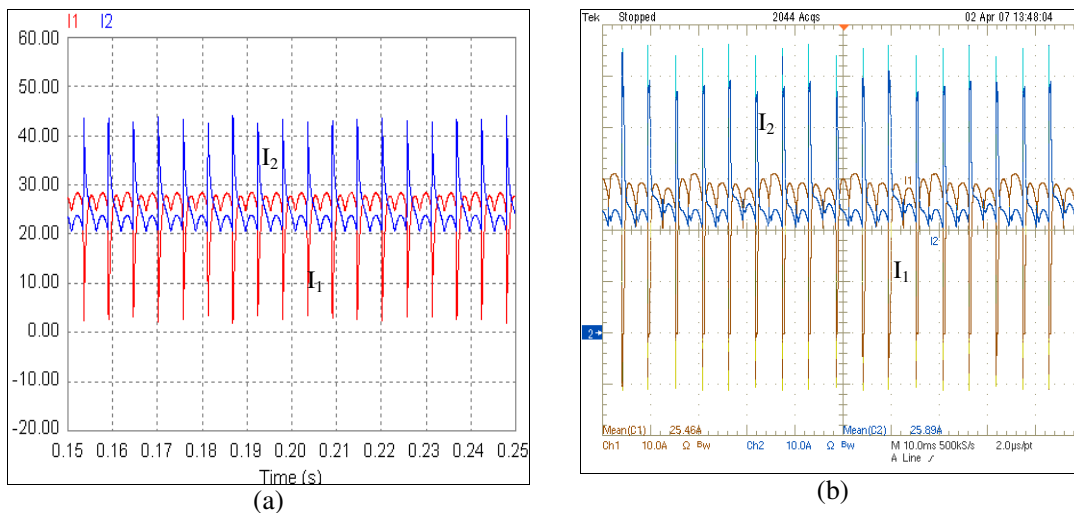 I1 I2
60.00
50.00
40.00
30.00
20.00
10.00
0.00
-10.00
-20.00
I2
I1
0.15 0.16 0.17 0.18 0.19 0.20 0.21 0.22 0.23 0.24 0.25
Time (s)
(a)
Tek Stopped 2044 Acqs 02 Apr 07 13:48:04
I2
I1
I2
I1
2
Mean(C1) 25.46A Mean(C2) 25.89A
Ch1 10.0A Ω Bw Ch2 10.0A Ω Bw M 10.0ms 500kS/s 2.0µs/pt
A Line
(b)